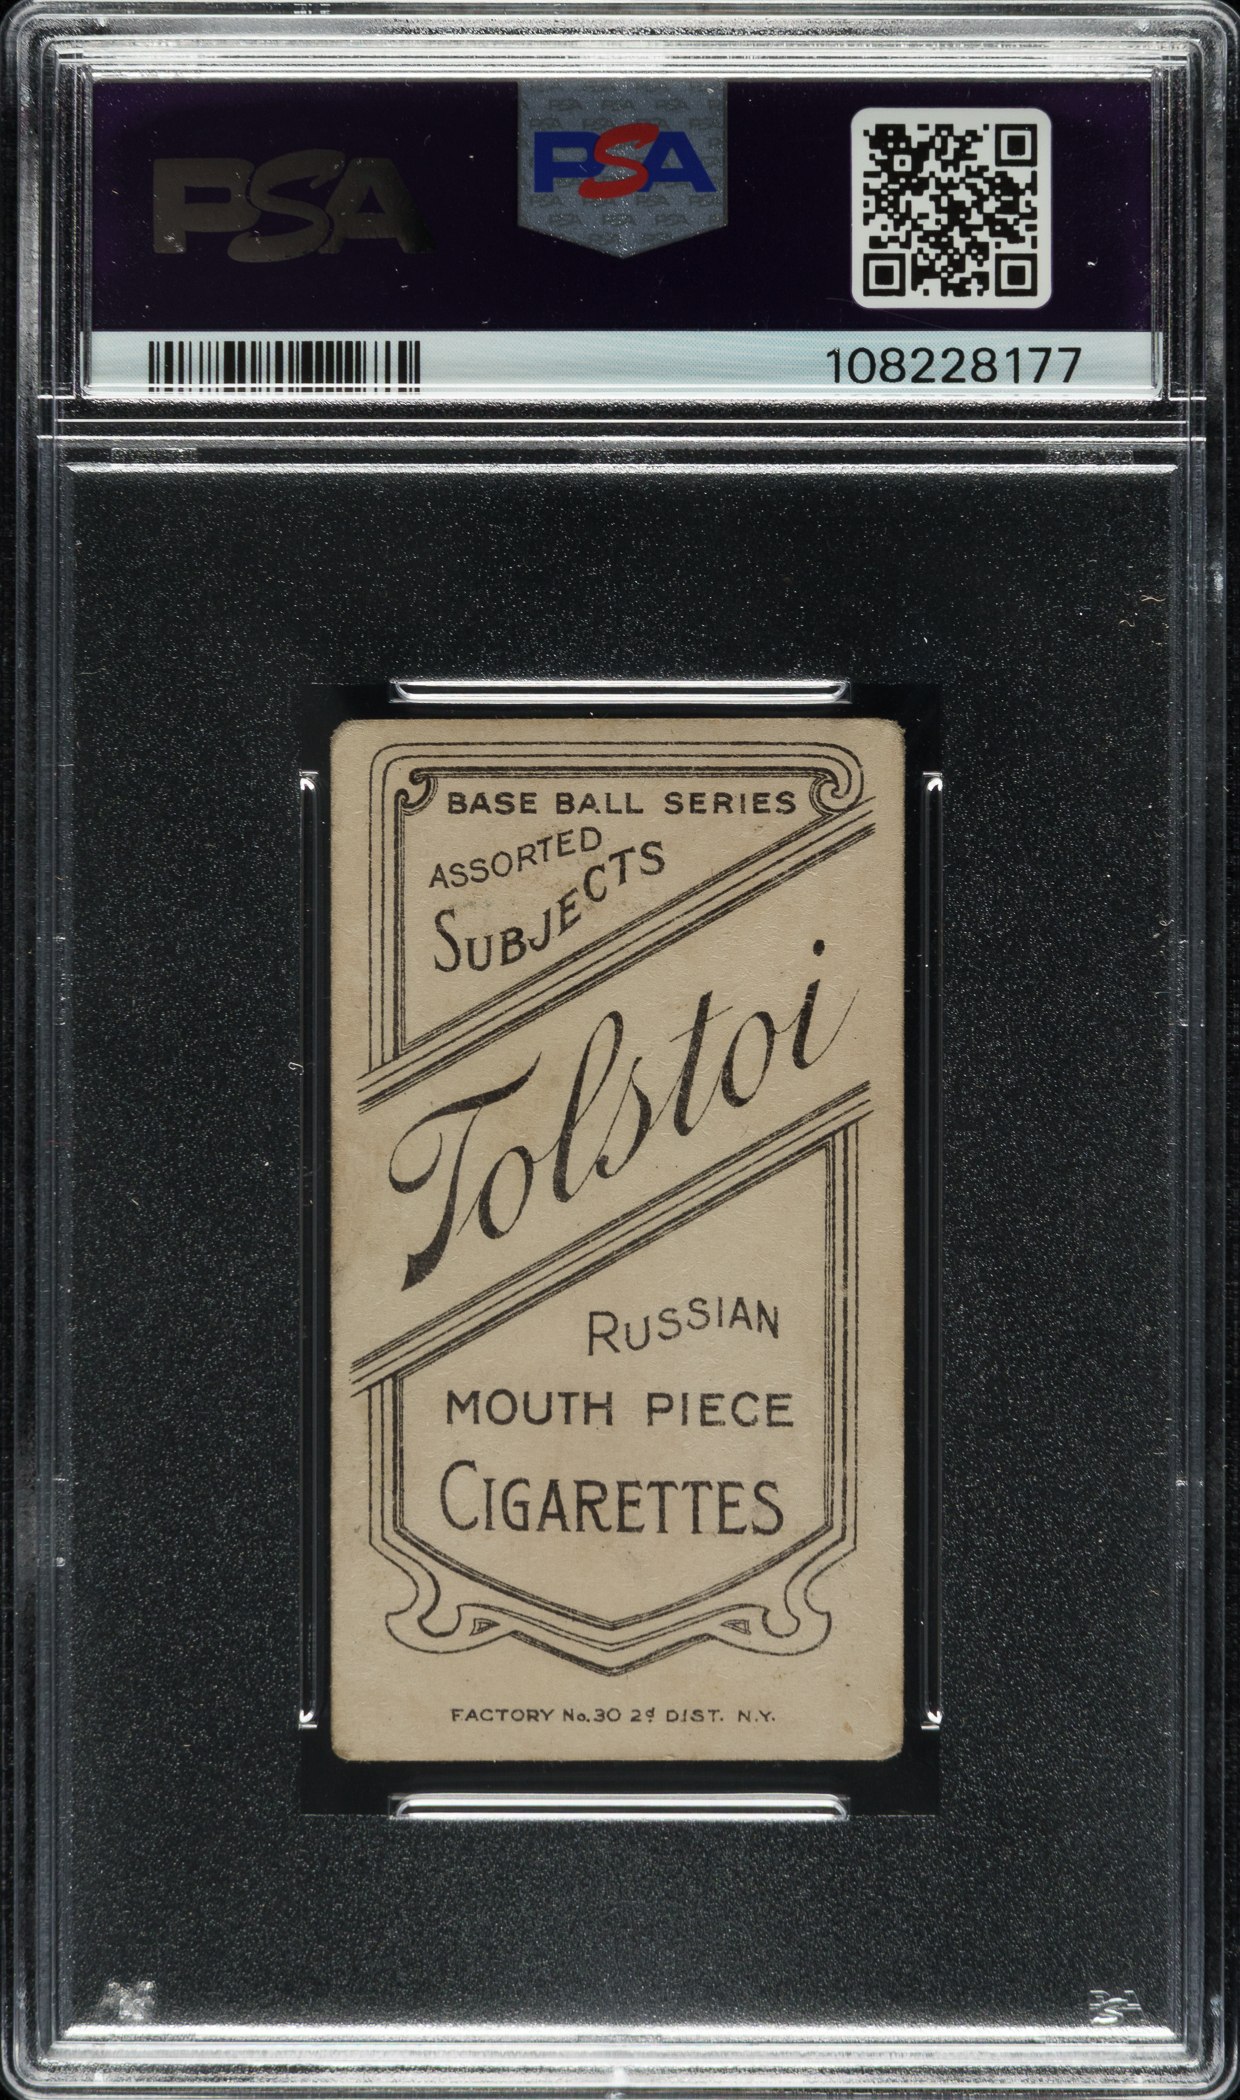 PSA
PSA
108228177
BASE BALL SERIES
ASSORTED
SUBJECTS
Tolstoi
RUSSIAN
MOUTH PIECE
CIGARETTES
FACTORY No. 30 2d DIST. N.Y.